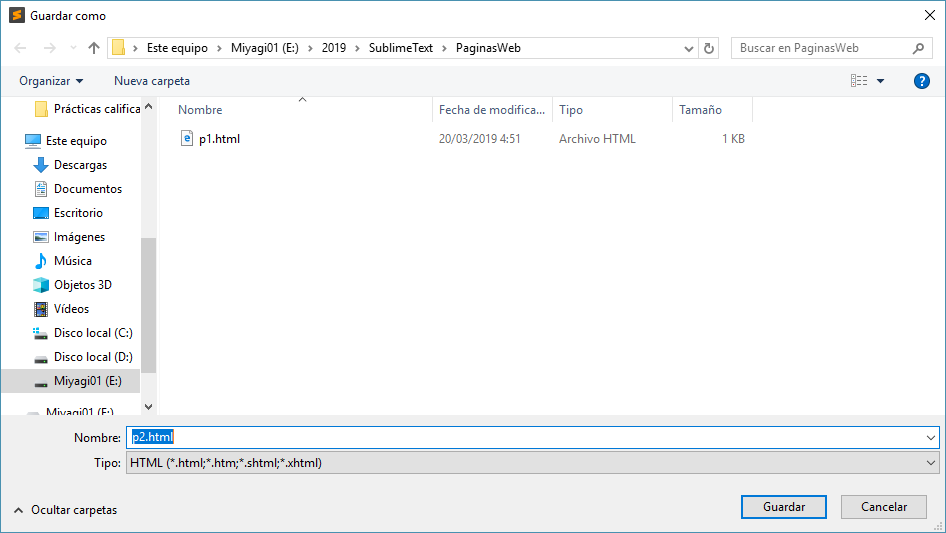 Guardar como
Este equipo > Miyagi01 (E:) > 2019 > SublimeText > PaginasWeb
Buscar en PaginasWeb
Organizar
Nueva carpeta
Nombre Fecha de modifica... Tipo Tamaño
p1.html 20/03/2019 4:51 Archivo HTML 1 KB
Prácticas califica
Este equipo
Descargas
Documentos
Escritorio
Imágenes
Música
Objetos 3D
Vídeos
Disco local (C:)
Disco local (D:)
Miyagi01 (E:)
Miyagi01 (E:)
Nombre: p2.html
Tipo: HTML (*.html;*.htm;*.shtml;*.xhtml)
Ocultar carpetas
Guardar
Cancelar